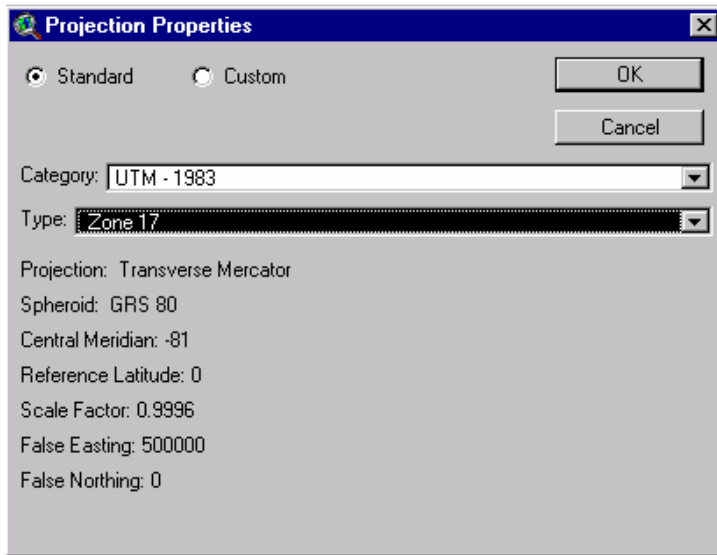 Projection Properties
Standard
Custom
OK
Cancel
Category: UTM - 1983
Type: Zone 17
Projection: Transverse Mercator
Spheroid: GRS 80
Central Meridian: -81
Reference Latitude: 0
Scale Factor: 0.9996
False Easting: 500000
False Northing: 0